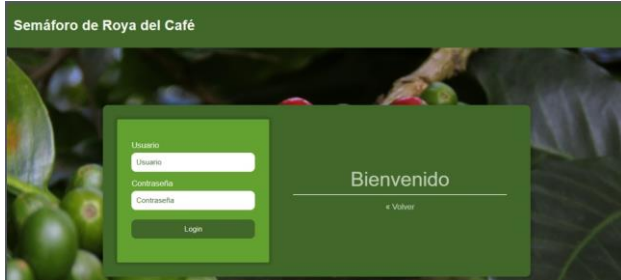 Semáforo de Roya del Café
Usuario
Usuario
Contraseña
Contraseña
Login
Bienvenido
« Volver